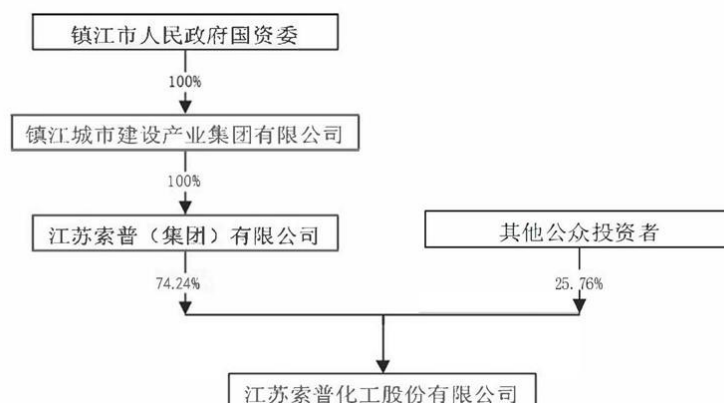 镇江市人民政府国资委
100%
镇江城市建设产业集团有限公司
100%
江苏索普（集团）有限公司
其他公众投资者
74.24%
25.76%
江苏索普化工股份有限公司